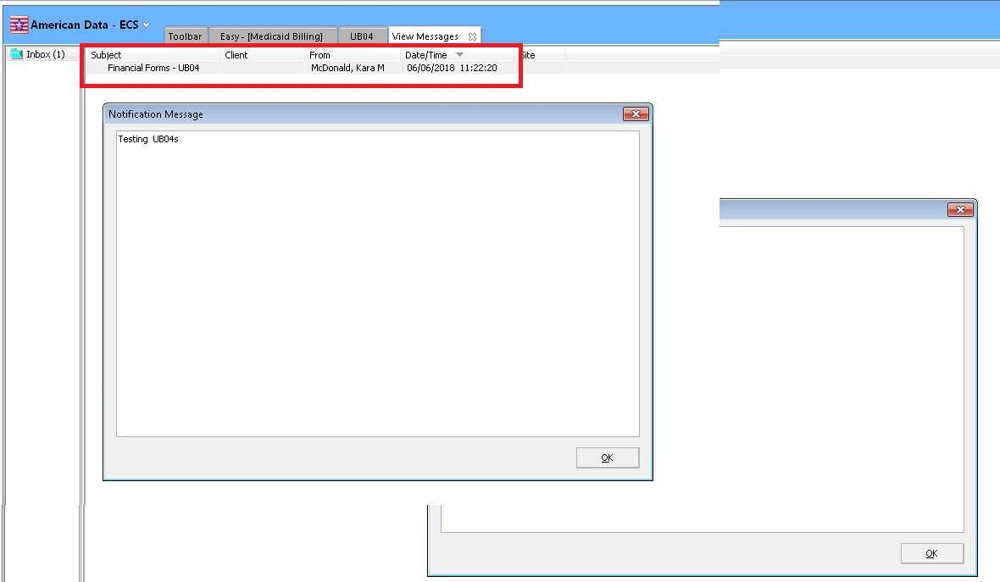 American Data - ECS
Toolbar Easy - [Medicaid Billing] UB04 View Messages
Inbox (1)
Subject Client From Date/Time ite
Financial Forms - UB04 McDonald, Kara M 06/06/2018 11:22:20
Notification Message
Testing UB04s
OK
OK